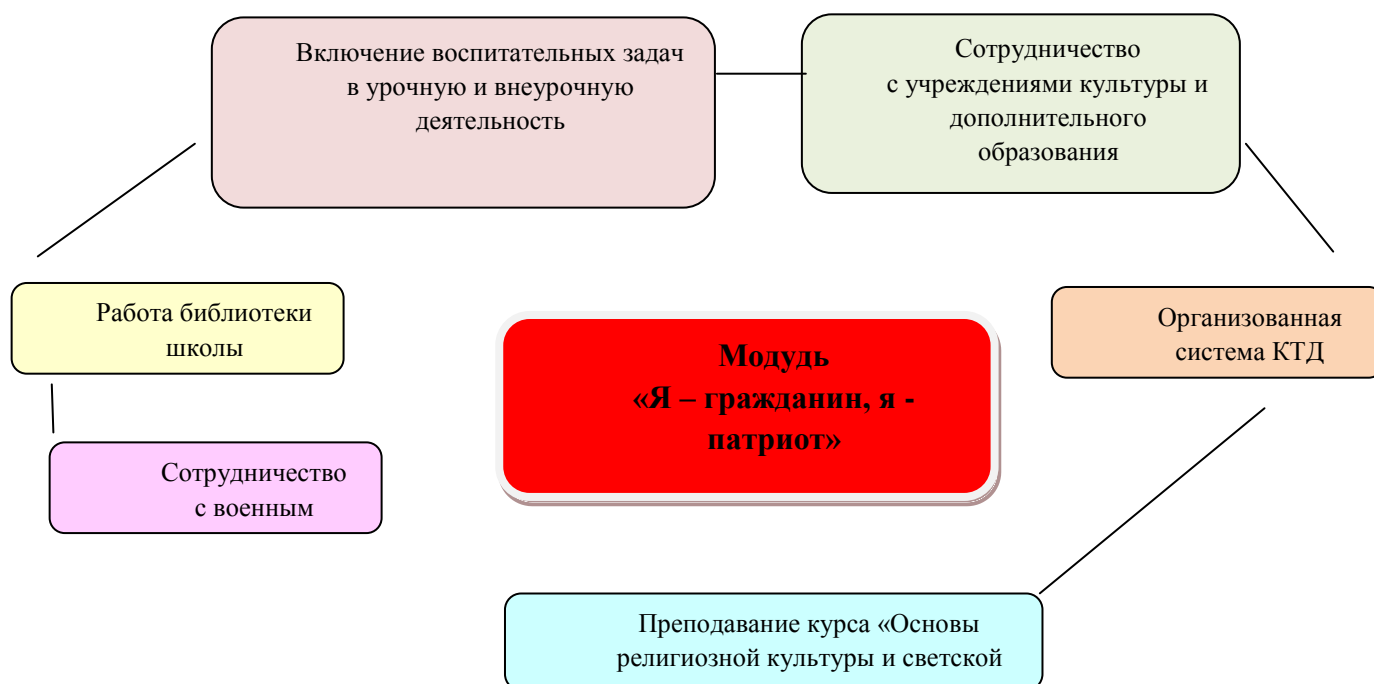 Включение воспитательных задач
в урочную и внеурочную
деятельность
Сотрудничество
с учреждениями культуры и
дополнительного
образования
Работа библиотеки
школы
Модудь
«Я – гражданин, я -
патриот»
Организованная
система КТД
Сотрудничество
с военным
Преподавание курса «Основы
религиозной культуры и светской